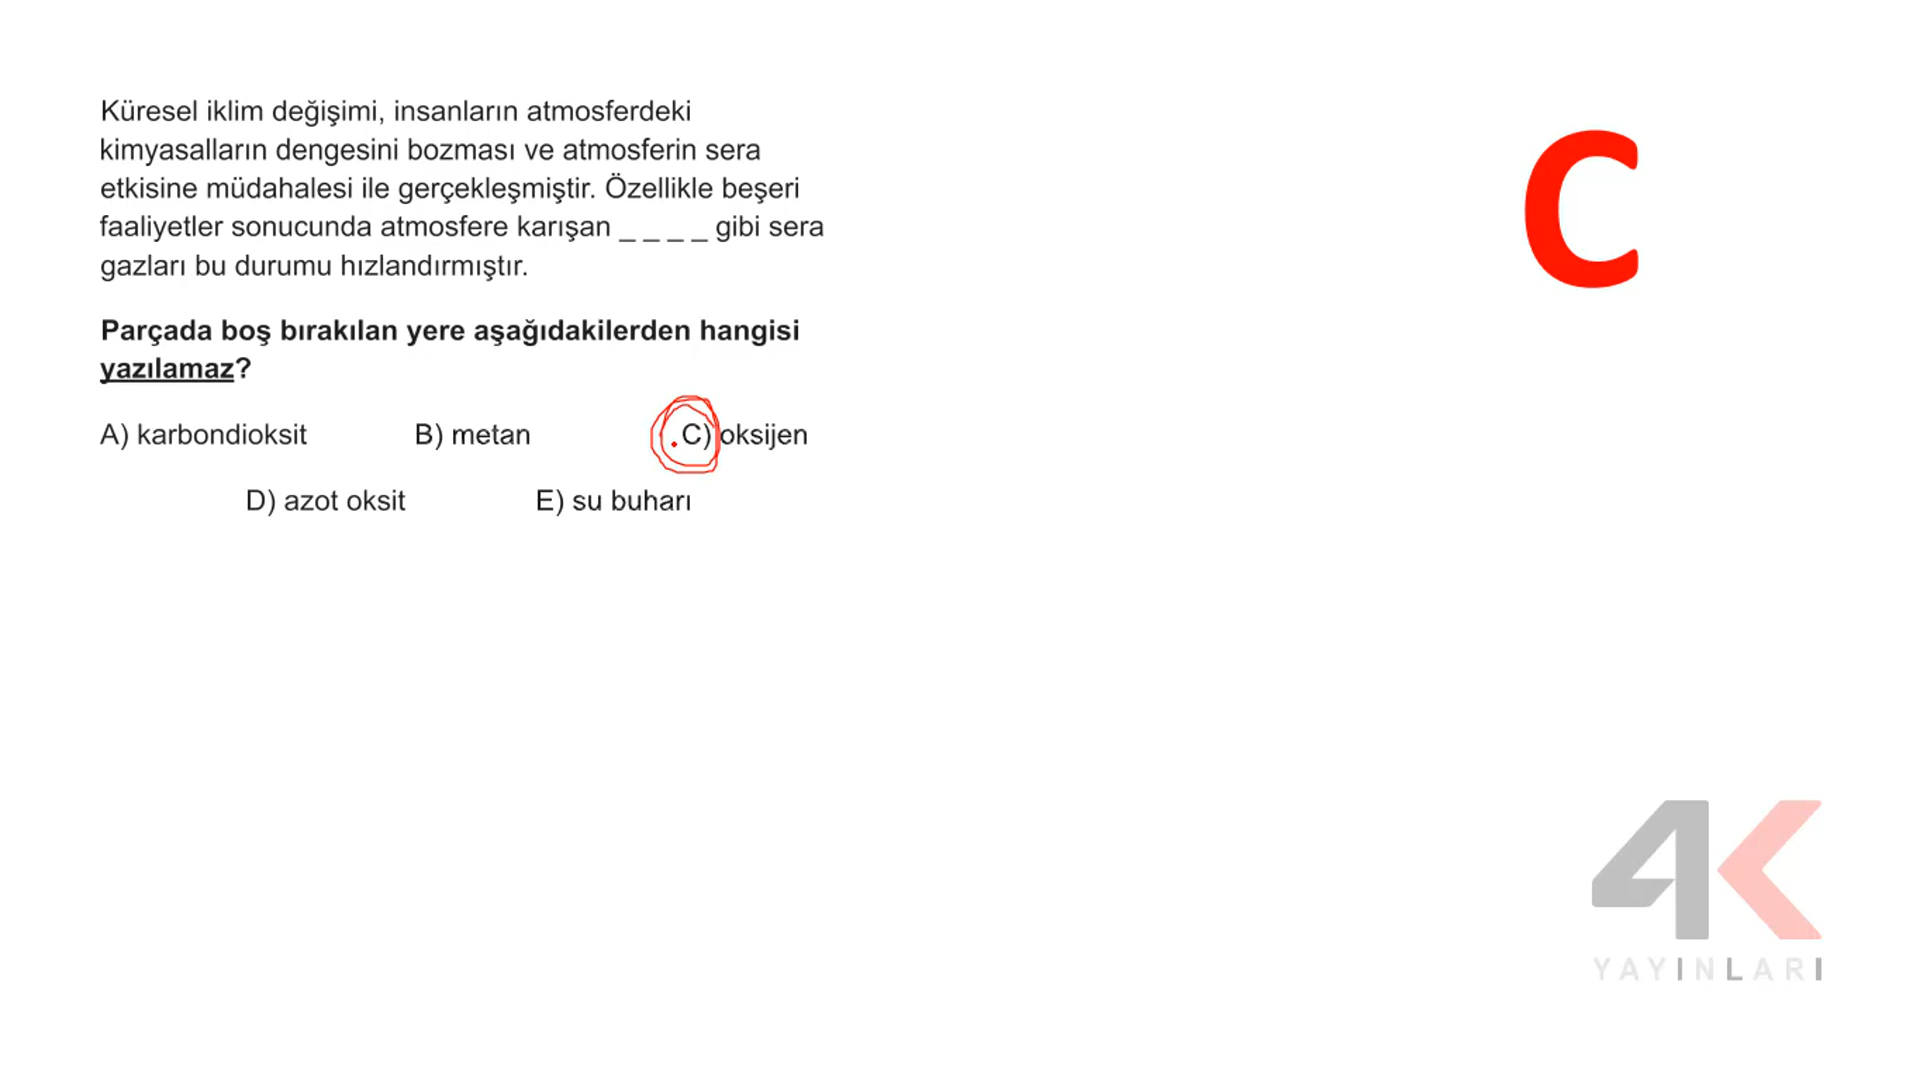 Küresel iklim değişimi, insanların atmosferdeki
kimyasalların dengesini bozması ve atmosferin sera
etkisine müdahalesi ile gerçekleşmiştir. Özellikle beşeri
faaliyetler sonucunda atmosfere karışan _ _ _ _ gibi sera
gazları bu durumu hızlandırmıştır.
Parçada boş bırakılan yere aşağıdakilerden hangisi
yazılamaz?
A) karbondioksit B) metan C) oksijen
D) azot oksit E) su buharı
C
4K
YAYINLARI